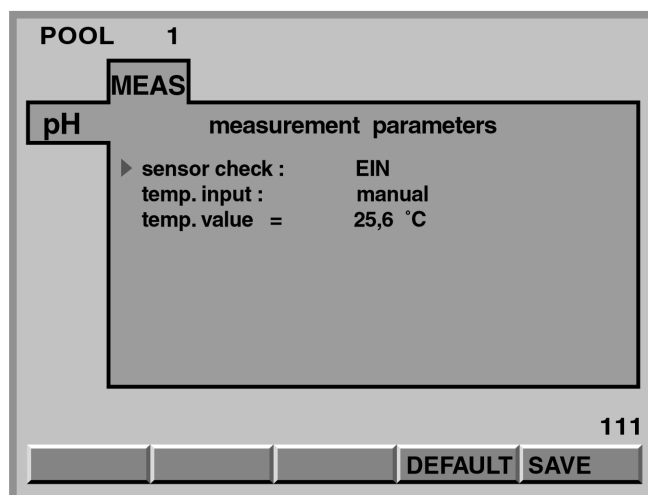 POOL 1
MEAS
pH measurement parameters
sensor check : EIN
temp. input : manual
temp. value = 25,6 °C
111
DEFAULT SAVE